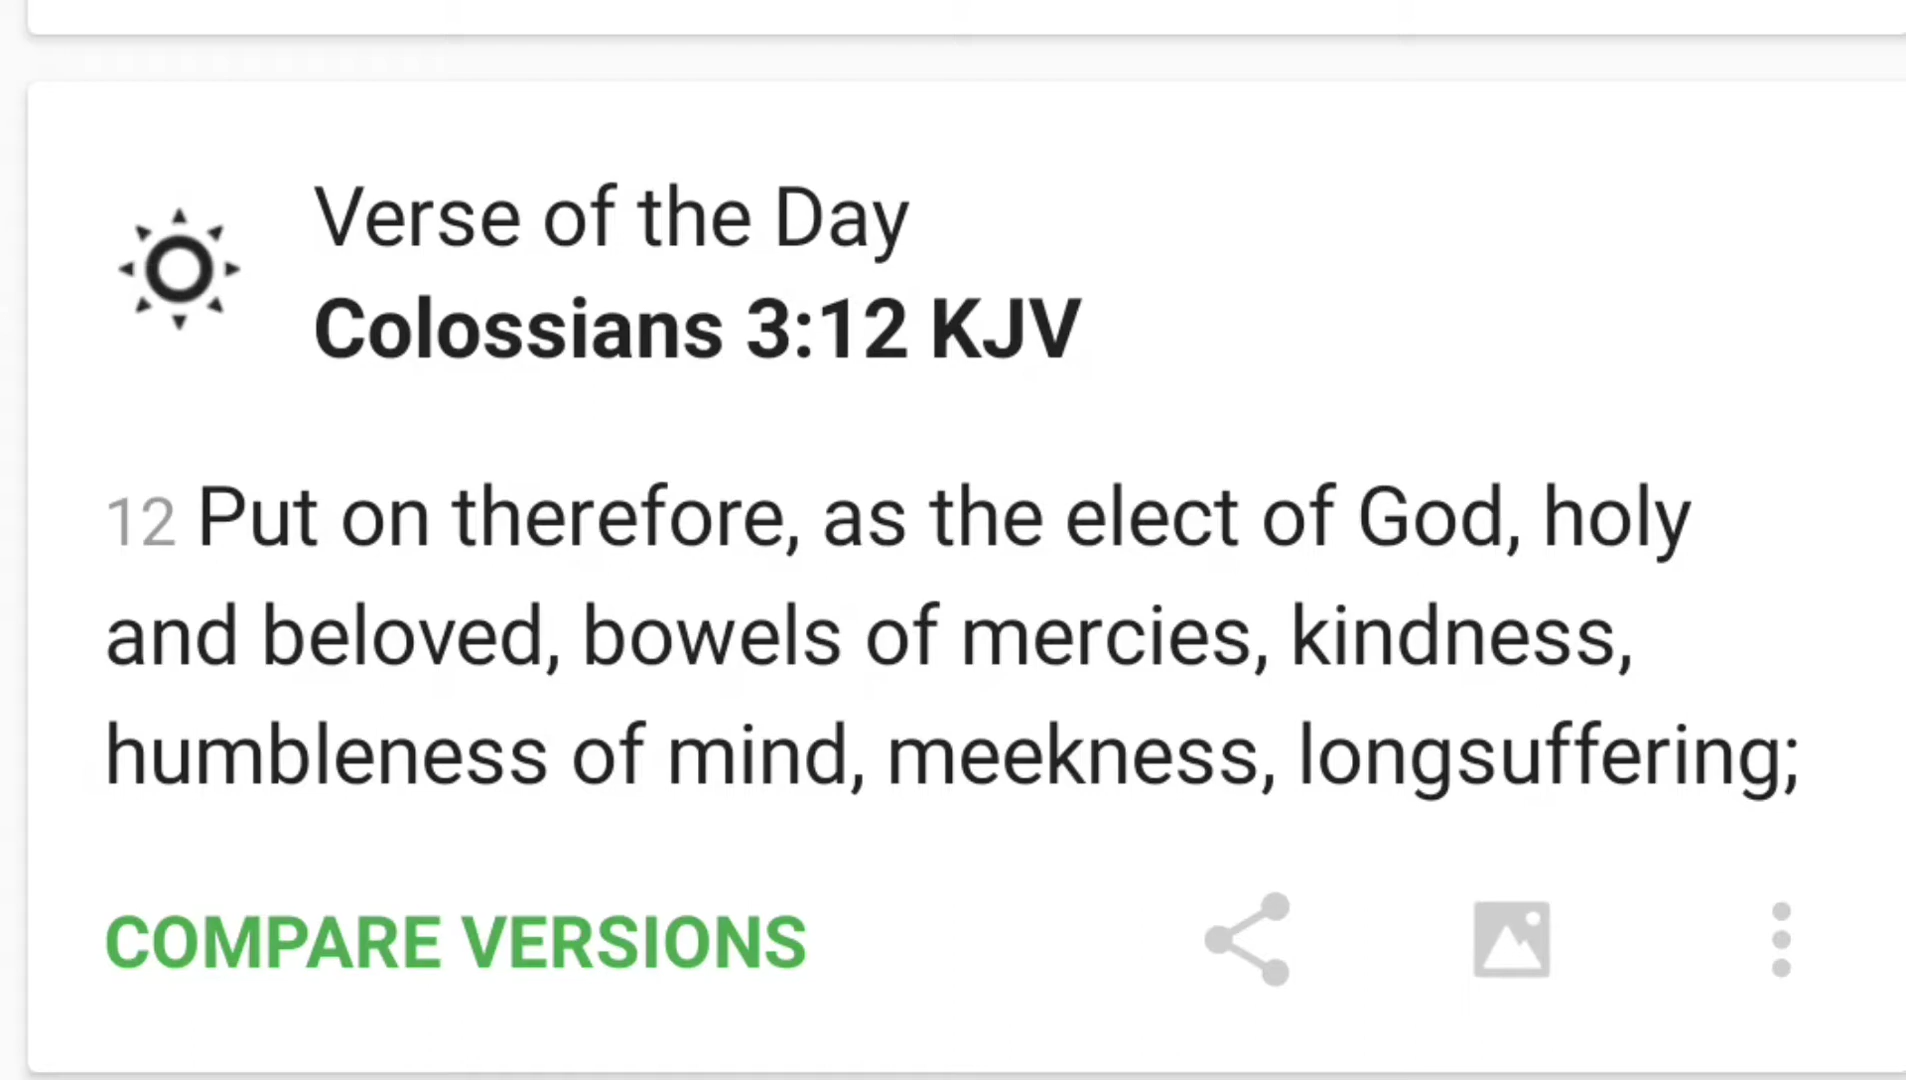 Verse of the Day
Colossians 3:12 KJV
12 Put on therefore, as the elect of God, holy
and beloved, bowels of mercies, kindness,
humbleness of mind, meekness, longsuffering;
COMPARE VERSIONS